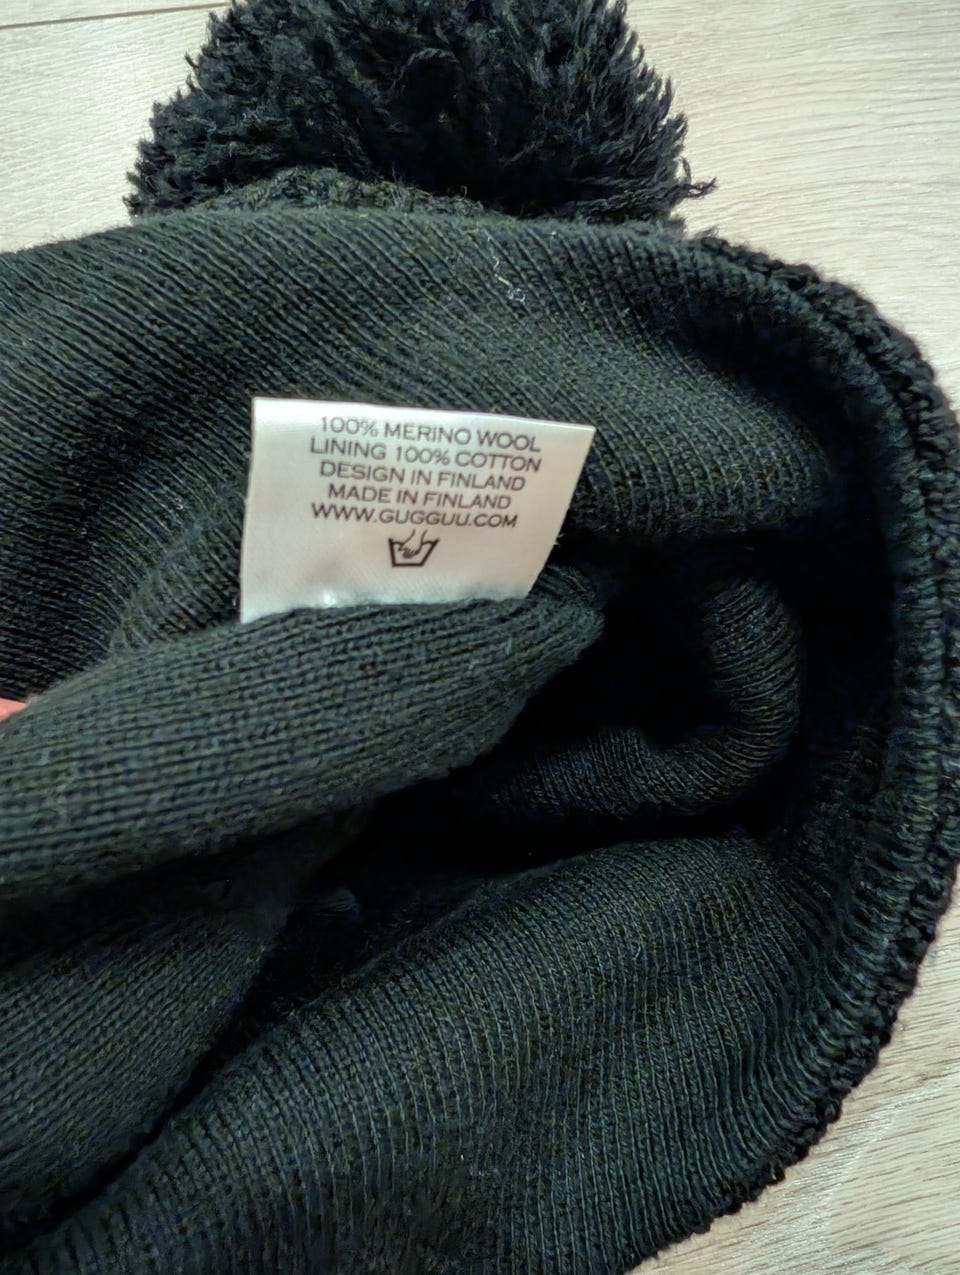 100% MERINO WOOL
LINING 100% COTTON
DESIGN IN FINLAND
MADE IN FINLAND
WWW.GUGGUU.COM